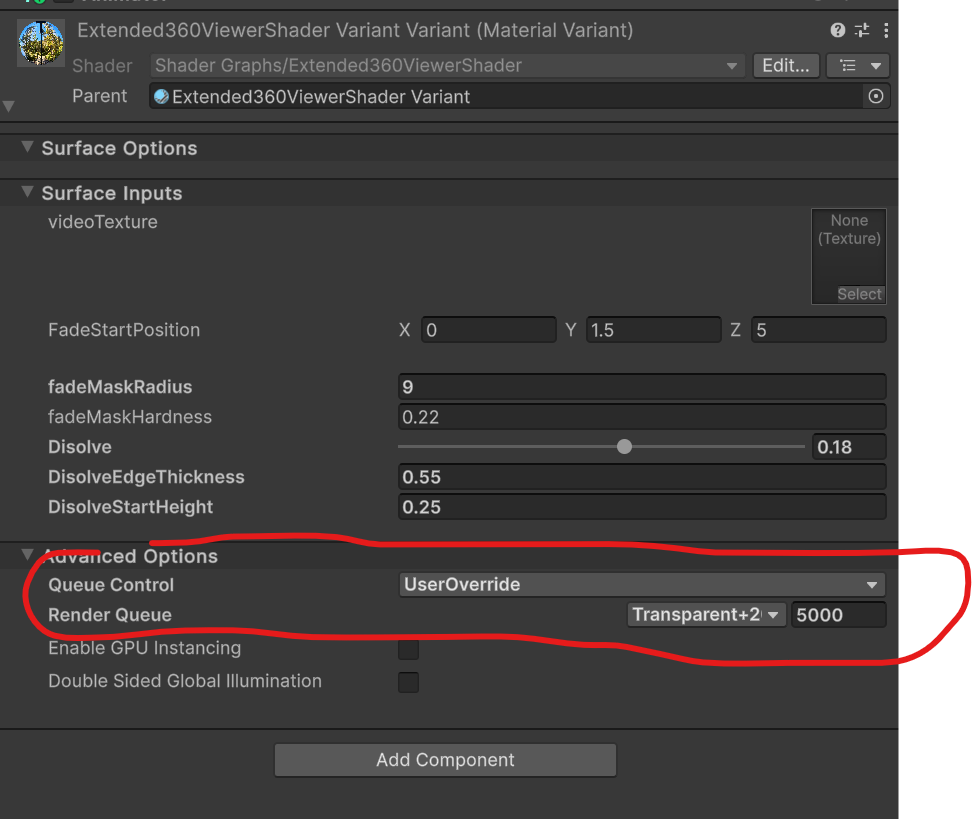 Extended360ViewerShader Variant Variant (Material Variant)
Shader Shader Graphs/Extended360ViewerShader Edit...
Parent Extended360ViewerShader Variant
Surface Options
Surface Inputs
videoTexture
None
(Texture)
Select
FadeStartPosition X 0 Y 1.5 Z 5
fadeMaskRadius 9
fadeMaskHardness 0.22
Disolve 0.18
DisolveEdgeThickness 0.55
DisolveStartHeight 0.25
Advanced Options
Queue Control UserOverride
Render Queue Transparent+2 5000
Enable GPU Instancing
Double Sided Global Illumination
Add Component